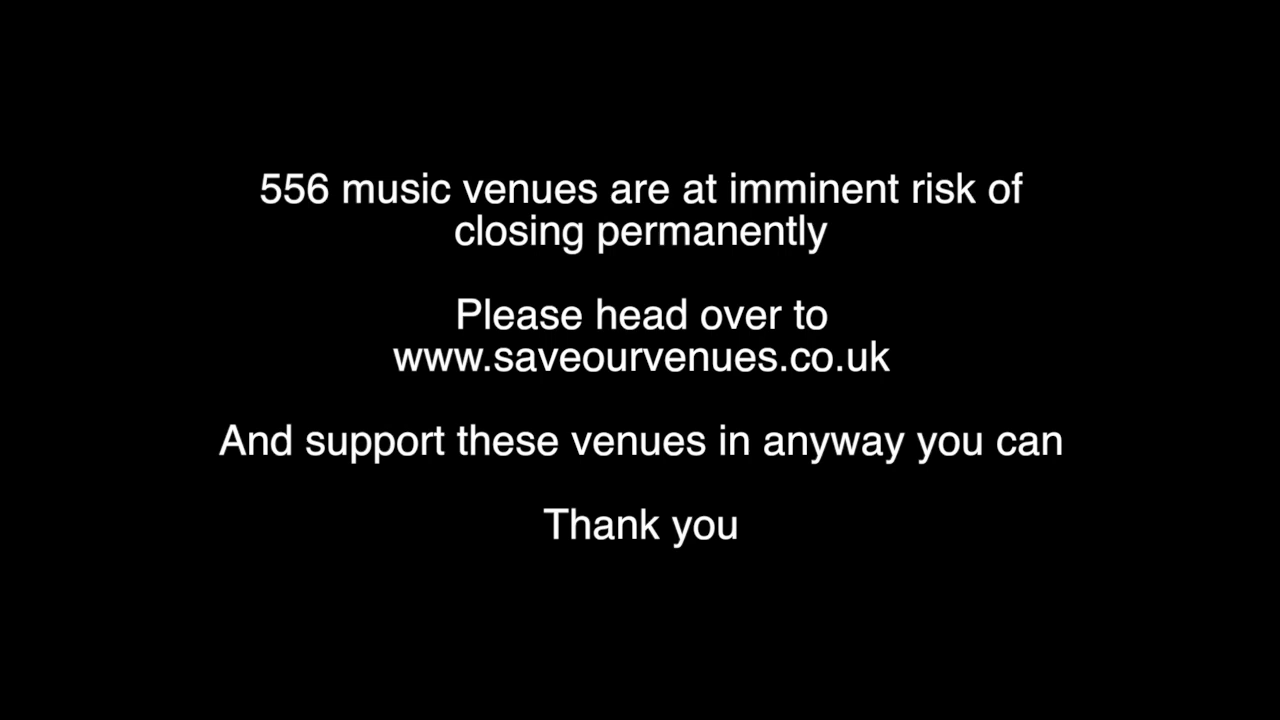 556 music venues are at imminent risk of
closing permanently
Please head over to
www.saveourvenues.co.uk
And support these venues in anyway you can
Thank you